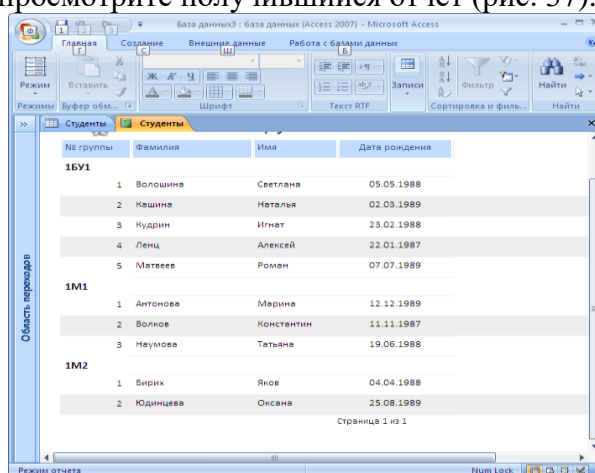 просмотрите получившийся отчет (рис. 37).
База данных3 : база данных (Access 2007) - Microsoft Access
1 2 3
Главная Создание Внешние данные Работа с базами данных
Г С Ш Б
Режим Вставить Ж К Ч Записи Фильтр Найти
Режимы Буфер обм... Шрифт Текст RTF Сортировка и филь... Найти
Студенты Студенты
№ группы Фамилия Имя Дата рождения
1БУ1
1 Волошина Светлана 05.05.1988
2 Кашина Наталья 02.03.1989
3 Кудрин Игнат 23.02.1988
4 Ленц Алексей 22.01.1987
5 Матвеев Роман 07.07.1989
1М1
1 Антонова Марина 12.12.1989
2 Волков Константин 11.11.1987
3 Наумова Татьяна 19.06.1988
1М2
1 Бирих Яков 04.04.1988
2 Юдинцева Оксана 25.08.1989
Страница 1 из 1
Область переходов
Режим отчета Num Lock